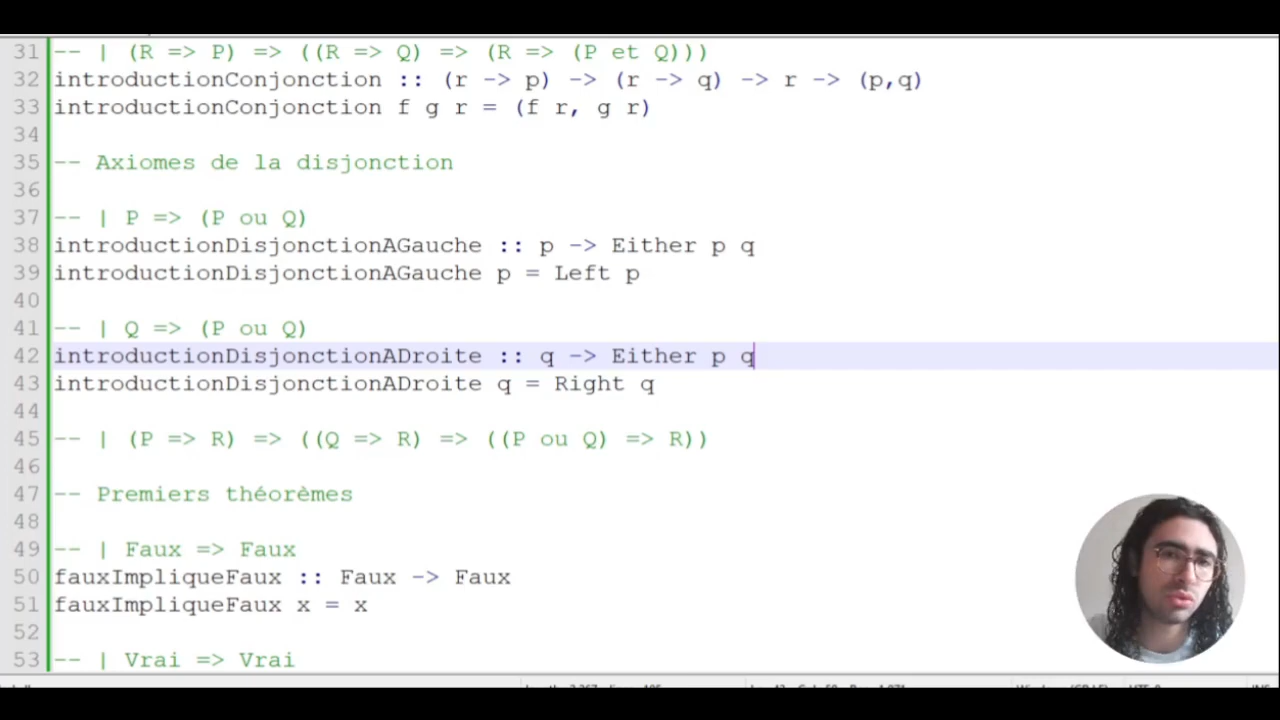 31 -- | (R => P) => ((R => Q) => (R => (P et Q)))
32 introductionConjonction :: (r -> p) -> (r -> q) -> r -> (p,q)
33 introductionConjonction f g r = (f r, g r)
34
35 -- Axiomes de la disjonction
36
37 -- | P => (P ou Q)
38 introductionDisjonctionAGauche :: p -> Either p q
39 introductionDisjonctionAGauche p = Left p
40
41 -- | Q => (P ou Q)
42 introductionDisjonctionADroite :: q -> Either p q
43 introductionDisjonctionADroite q = Right q
44
45 -- | (P => R) => ((Q => R) => ((P ou Q) => R))
46
47 -- Premiers théorèmes
48
49 -- | Faux => Faux
50 fauxImpliqueFaux :: Faux -> Faux
51 fauxImpliqueFaux x = x
52
53 -- | Vrai => Vrai